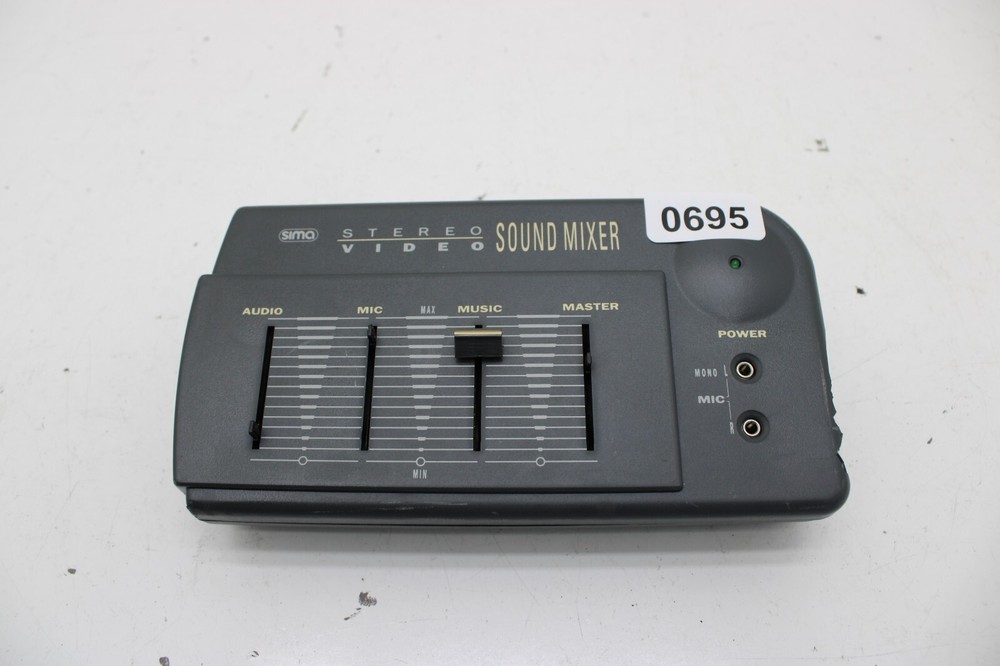 0695
sima
STEREO
VIDEO
SOUND MIXER
AUDIO
MIC
MAX
MUSIC
MASTER
MIN
POWER
MONO L
MIC
R